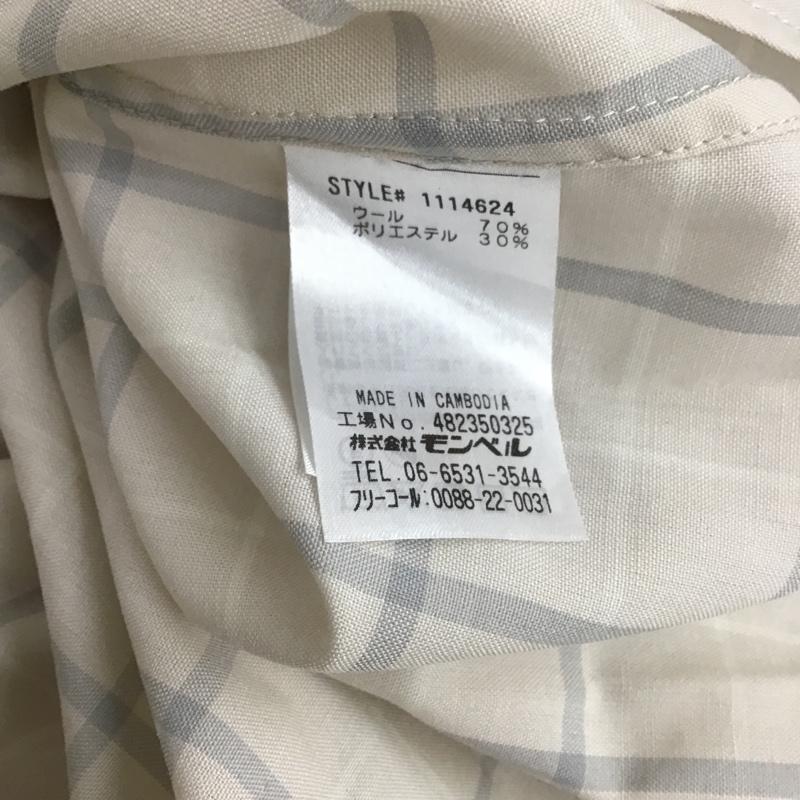 STYLE# 1114624
ウール 70%
ポリエステル 30%
MADE IN CAMBODIA
工場No. 482350325
株式会社 モンベル
TEL. 06-6531-3544
フリーコール:0088-22-0031